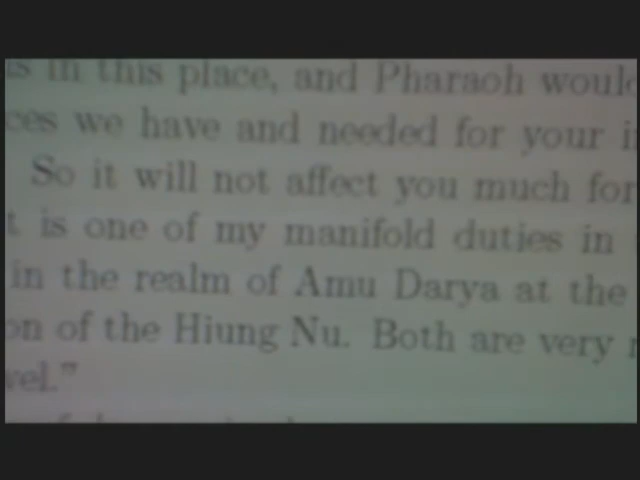 in this place, and Pharaoh would
we have and needed for your
So it will not affect you much for
is one of my manifold duties in
in the realm of Amu Darya at the
of the Hiung Nu. Both are very